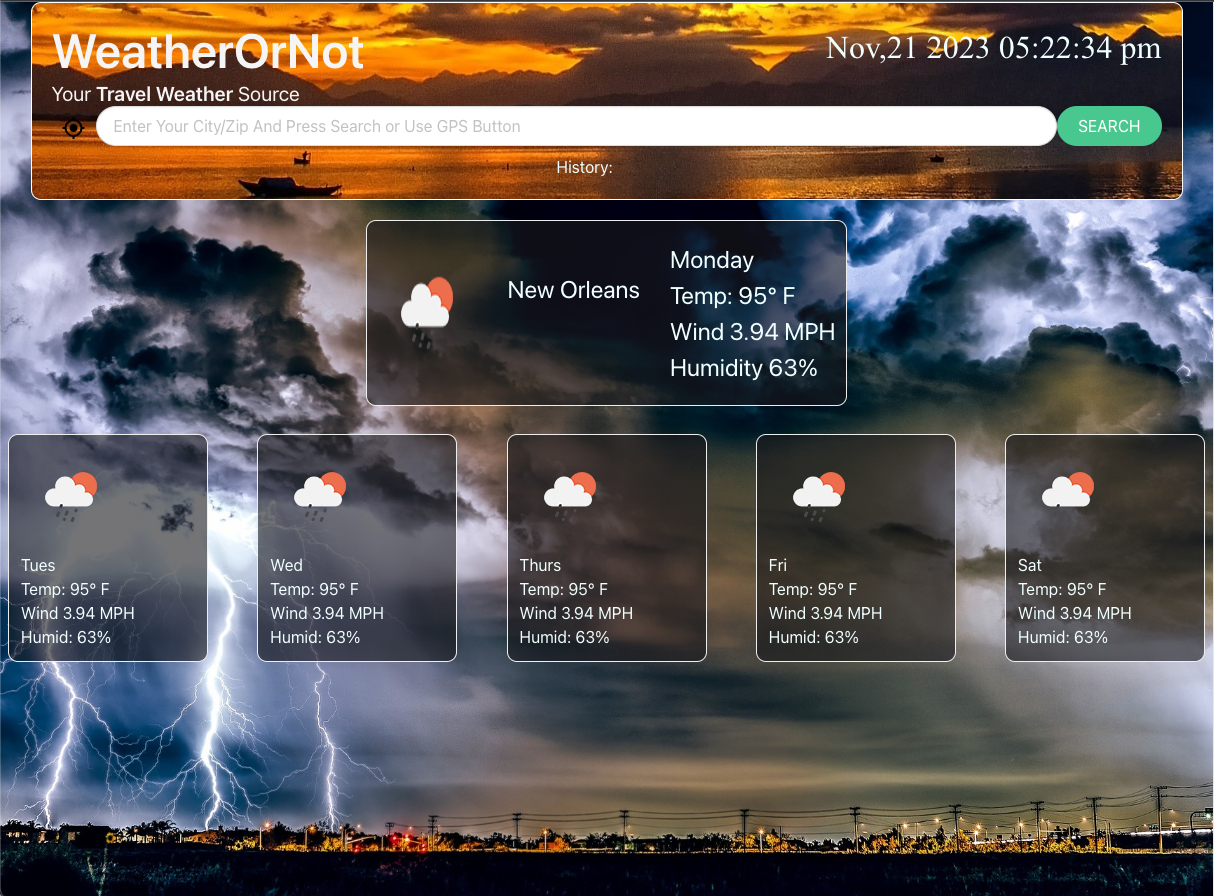 WeatherOrNot
Nov,21 2023 05:22:34 pm
Your Travel Weather Source
Enter Your City/Zip And Press Search or Use GPS Button
SEARCH
History:
New Orleans
Monday
Temp: 95° F
Wind 3.94 MPH
Humidity 63%
Tues
Temp: 95° F
Wind 3.94 MPH
Humid: 63%
Wed
Temp: 95° F
Wind 3.94 MPH
Humid: 63%
Thurs
Temp: 95° F
Wind 3.94 MPH
Humid: 63%
Fri
Temp: 95° F
Wind 3.94 MPH
Humid: 63%
Sat
Temp: 95° F
Wind 3.94 MPH
Humid: 63%